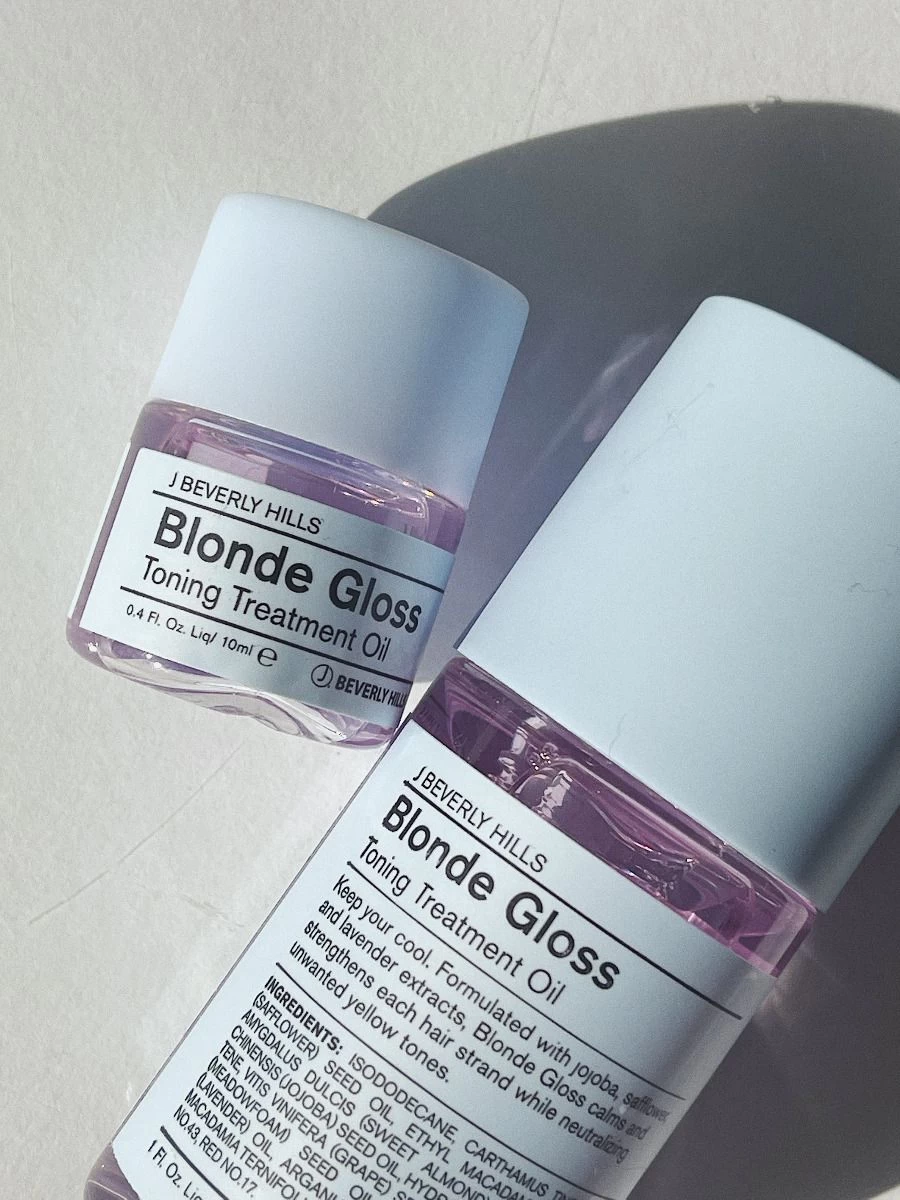 J BEVERLY HILLS
Blonde Gloss
Toning Treatment Oil
0.4 Fl. Oz. Liq/ 10ml ℮
J. BEVERLY HILLS
J BEVERLY HILLS
Blonde Gloss
Toning Treatment Oil
Keep your cool. Formulated with jojoba, safflower,
and lavender extracts, Blonde Gloss calms and
strengthens each hair strand while neutralizing
unwanted yellow tones.
INGREDIENTS: ISODODECANE, CARTHAMUS
(SAFFLOWER) SEED OIL, ETHYL MACADAM
AMYGDALUS DULCIS (SWEET ALMOND)
CHINENSIS (JOJOBA) SEED OIL, HYD
TENE, VITIS VINIFERA (GRAPE) SE
(MEADOWFOAM) SEED
(LAVENDER) OIL, ARGAN
MACADAMIA TERNIFOL
NO.43, RED NO.17.
1 Fl. Oz. Liq